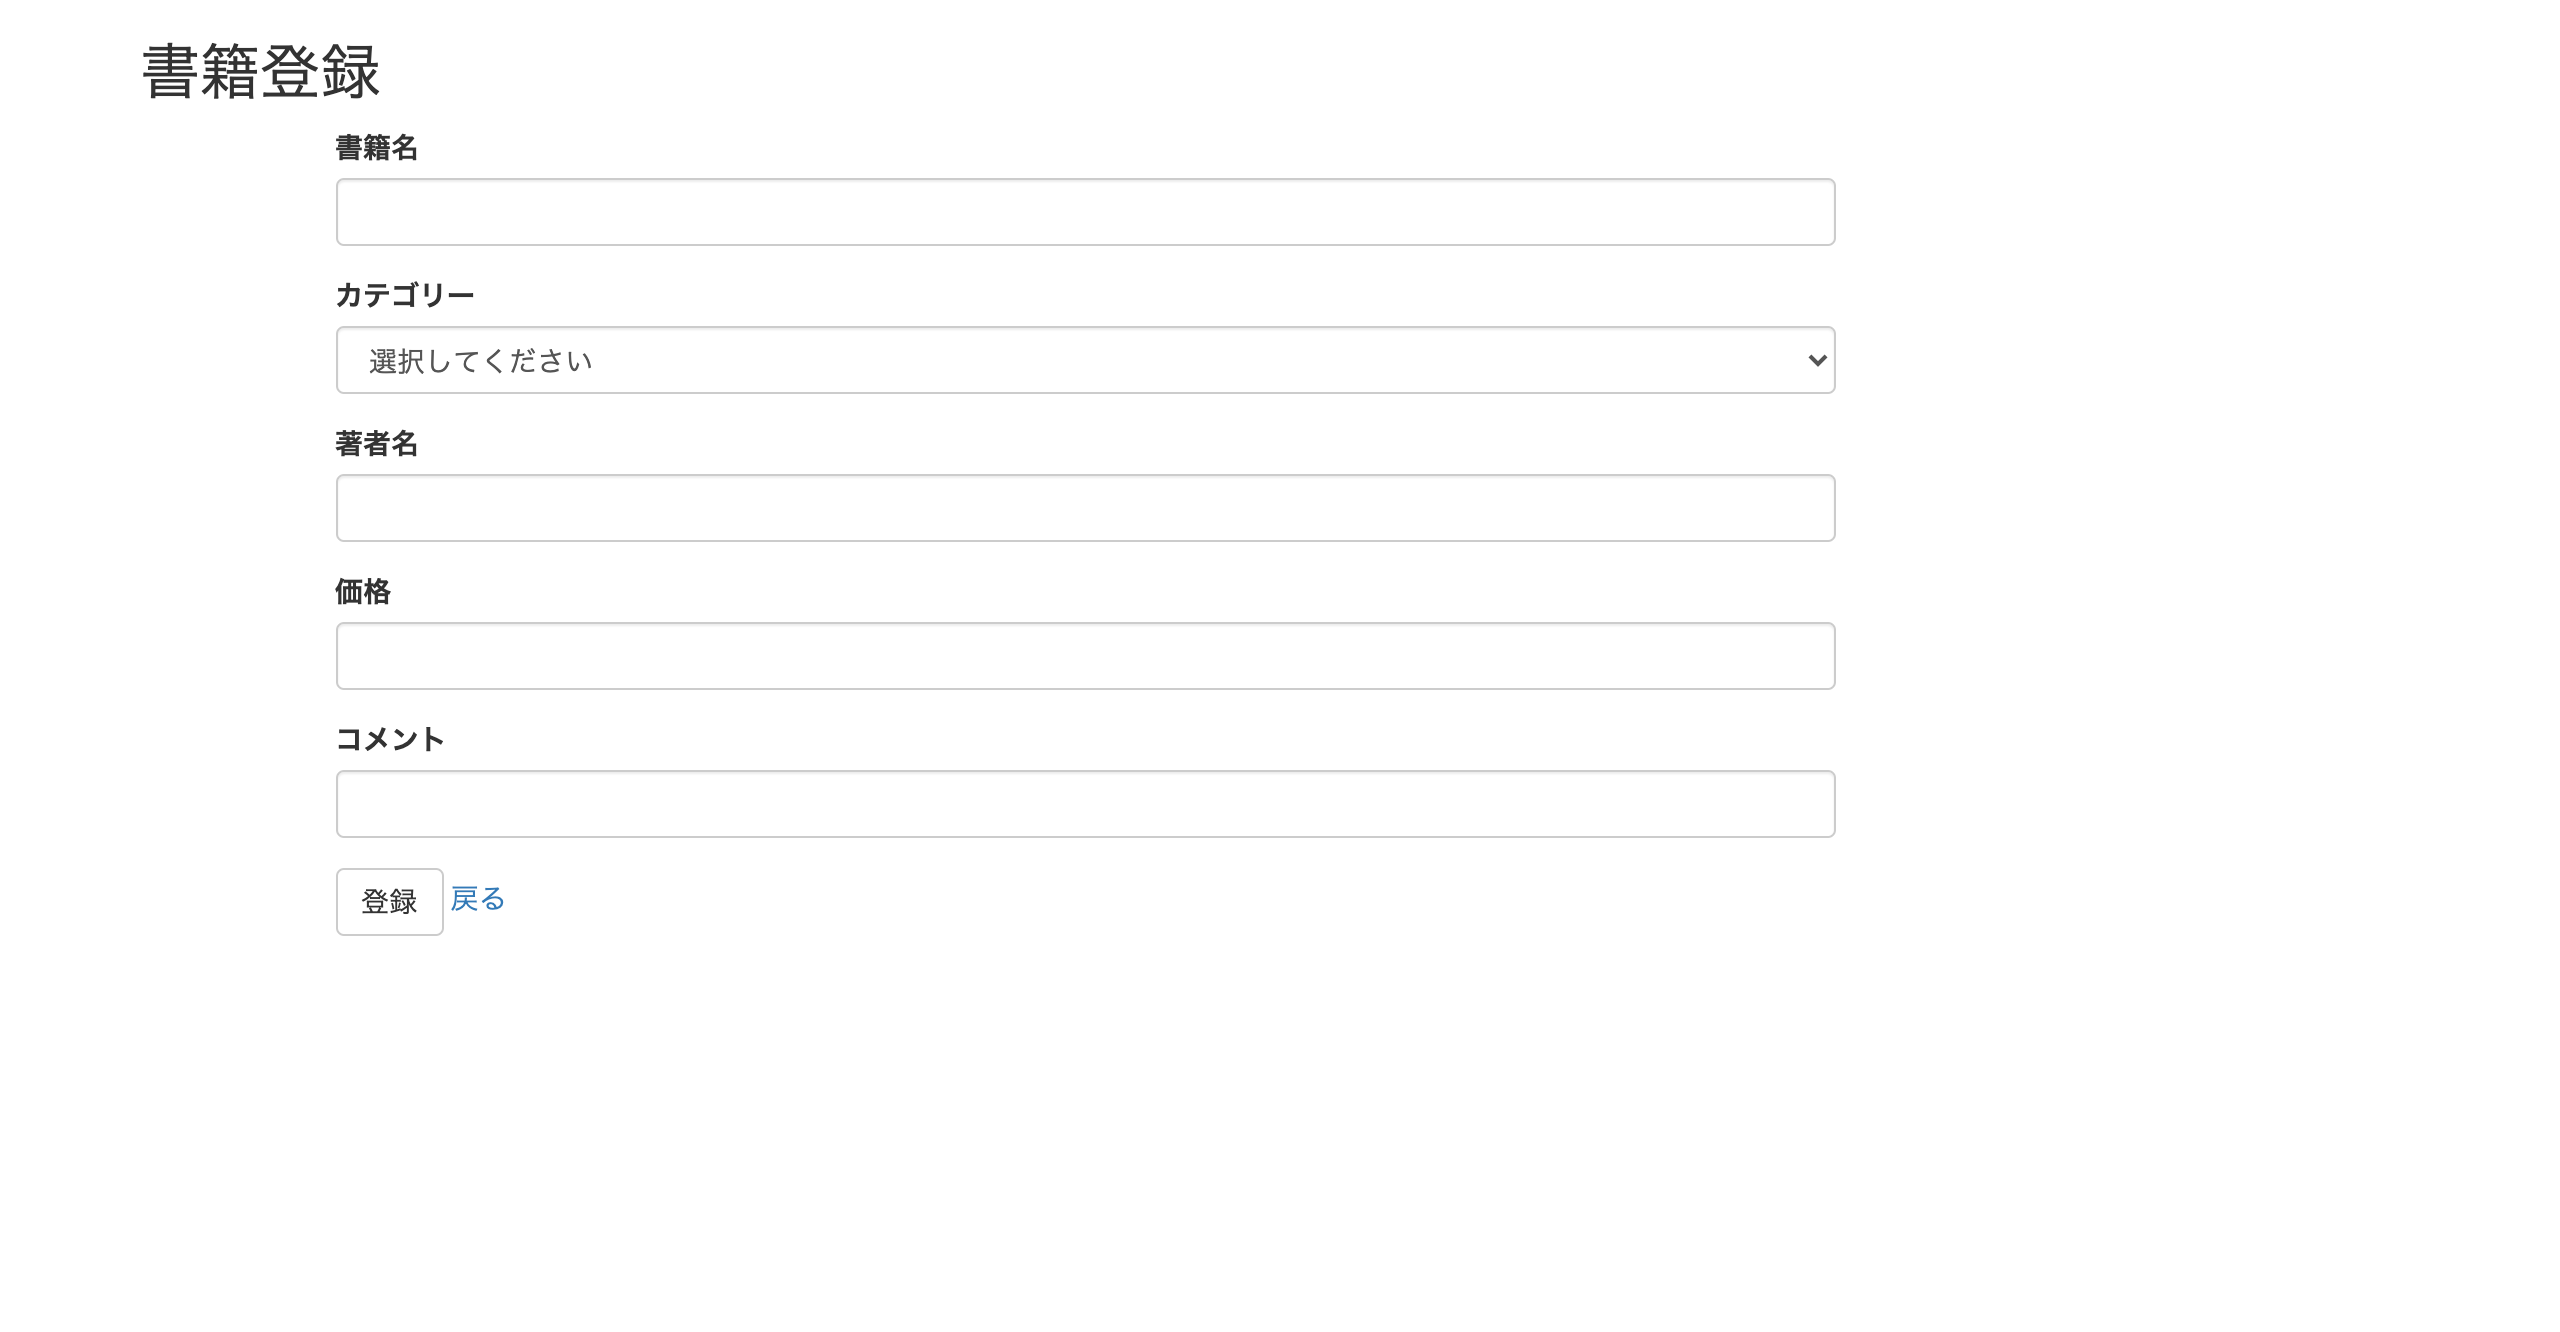 書籍登録
書籍名
カテゴリー
選択してください
著者名
価格
コメント
登録 戻る